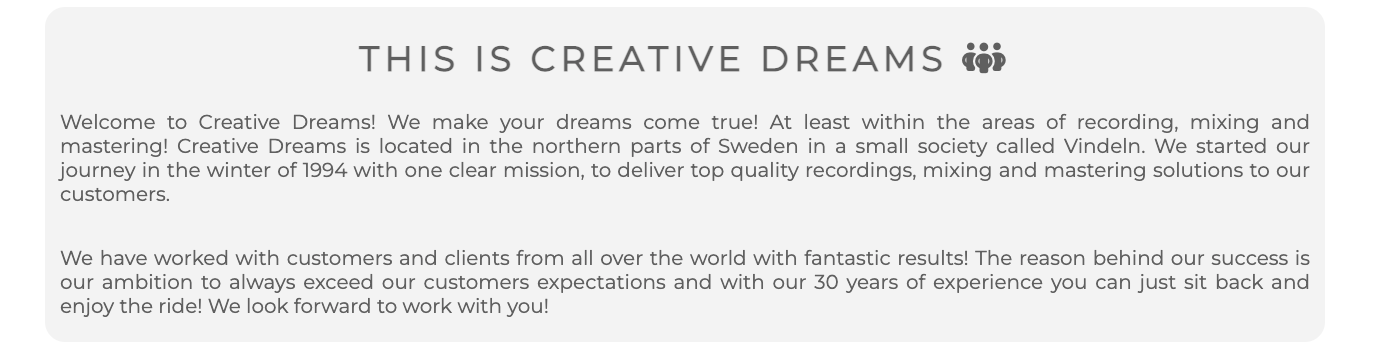 THIS IS CREATIVE DREAMS
Welcome to Creative Dreams! We make your dreams come true! At least within the areas of recording, mixing and
mastering! Creative Dreams is located in the northern parts of Sweden in a small society called Vindeln. We started our
journey in the winter of 1994 with one clear mission, to deliver top quality recordings, mixing and mastering solutions to our
customers.
We have worked with customers and clients from all over the world with fantastic results! The reason behind our success is
our ambition to always exceed our customers expectations and with our 30 years of experience you can just sit back and
enjoy the ride! We look forward to work with you!